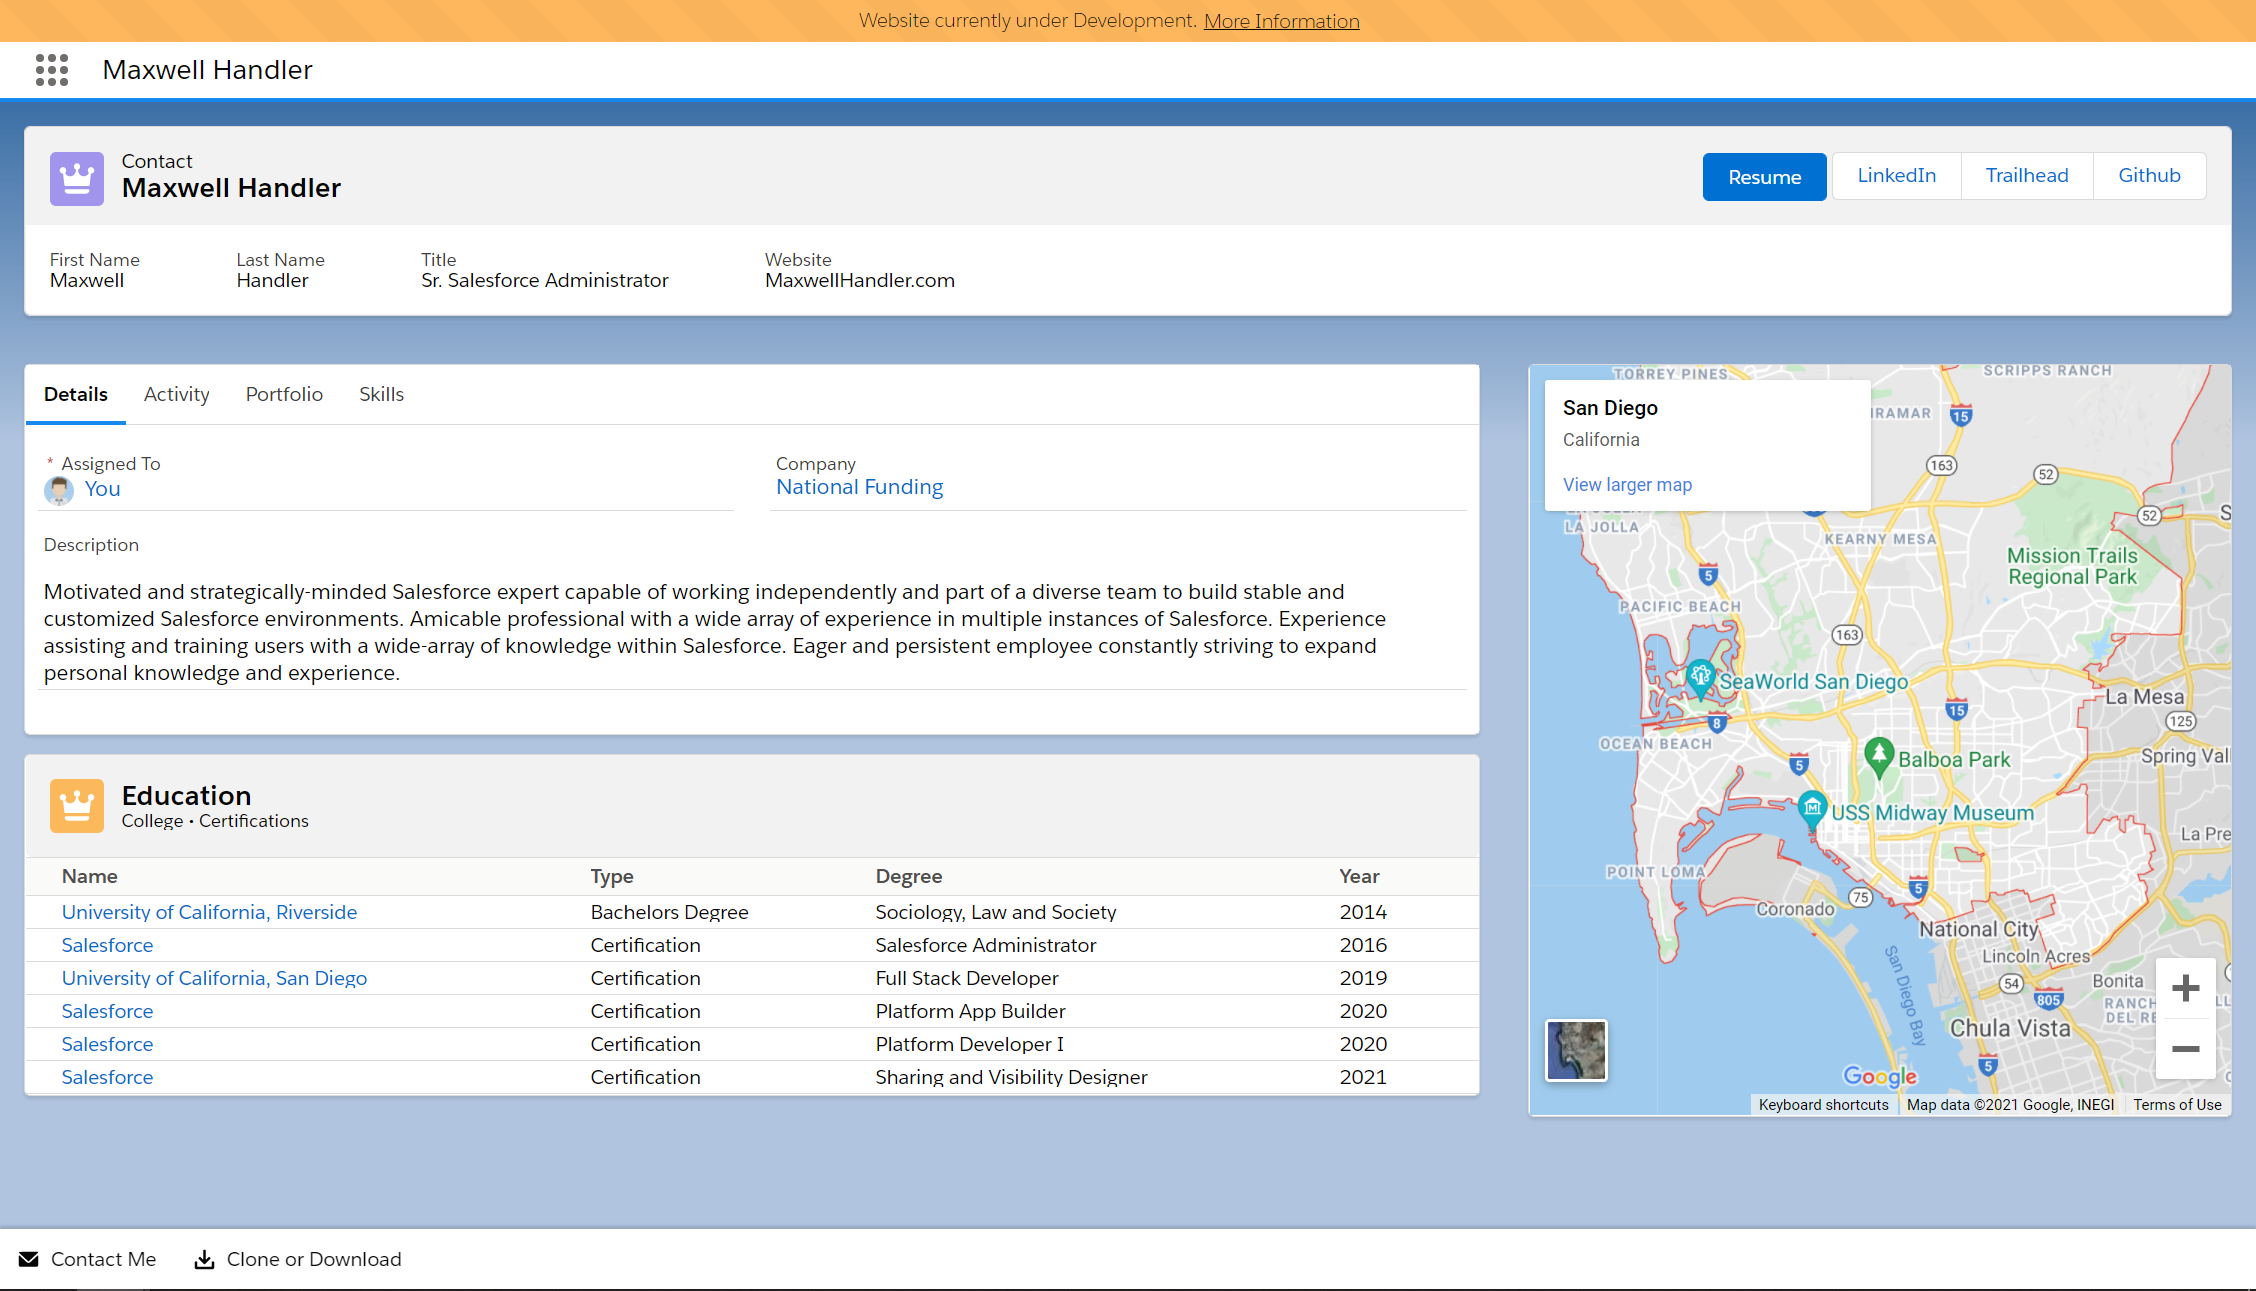 Website currently under Development. More Information
Maxwell Handler
Contact
Maxwell Handler
Resume
LinkedIn
Trailhead
Github
First Name
Maxwell
Last Name
Handler
Title
Sr. Salesforce Administrator
Website
MaxwellHandler.com
Details
Activity
Portfolio
Skills
* Assigned To
You
Company
National Funding
Description
Motivated and strategically-minded Salesforce expert capable of working independently and part of a diverse team to build stable and
customized Salesforce environments. Amicable professional with a wide array of experience in multiple instances of Salesforce. Experience
assisting and training users with a wide-array of knowledge within Salesforce. Eager and persistent employee constantly striving to expand
personal knowledge and experience.
Education
College • Certifications
Name Type Degree Year
University of California, Riverside Bachelors Degree Sociology, Law and Society 2014
Salesforce Certification Salesforce Administrator 2016
University of California, San Diego Certification Full Stack Developer 2019
Salesforce Certification Platform App Builder 2020
Salesforce Certification Platform Developer I 2020
Salesforce Certification Sharing and Visibility Designer 2021
TORREY PINES
SCRIPPS RANCH
San Diego
California
View larger map
IRAMAR
15
163
52
52
S
LA JOLLA
KEARNY MESA
Mission Trails
Regional Park
5
PACIFIC BEACH
163
SeaWorld San Diego
La Mesa
15
125
8
OCEAN BEACH
5
Balboa Park
Spring Val
USS Midway Museum
La Pre
POINT LOMA
5
75
Coronado
National City
Lincoln Acres
San Diego Bay
54
Bonita
805
RANCH
DEL RE
LL
Chula Vista
5
Google
Keyboard shortcuts
Map data ©2021 Google, INEGI
Terms of Use
Contact Me
Clone or Download